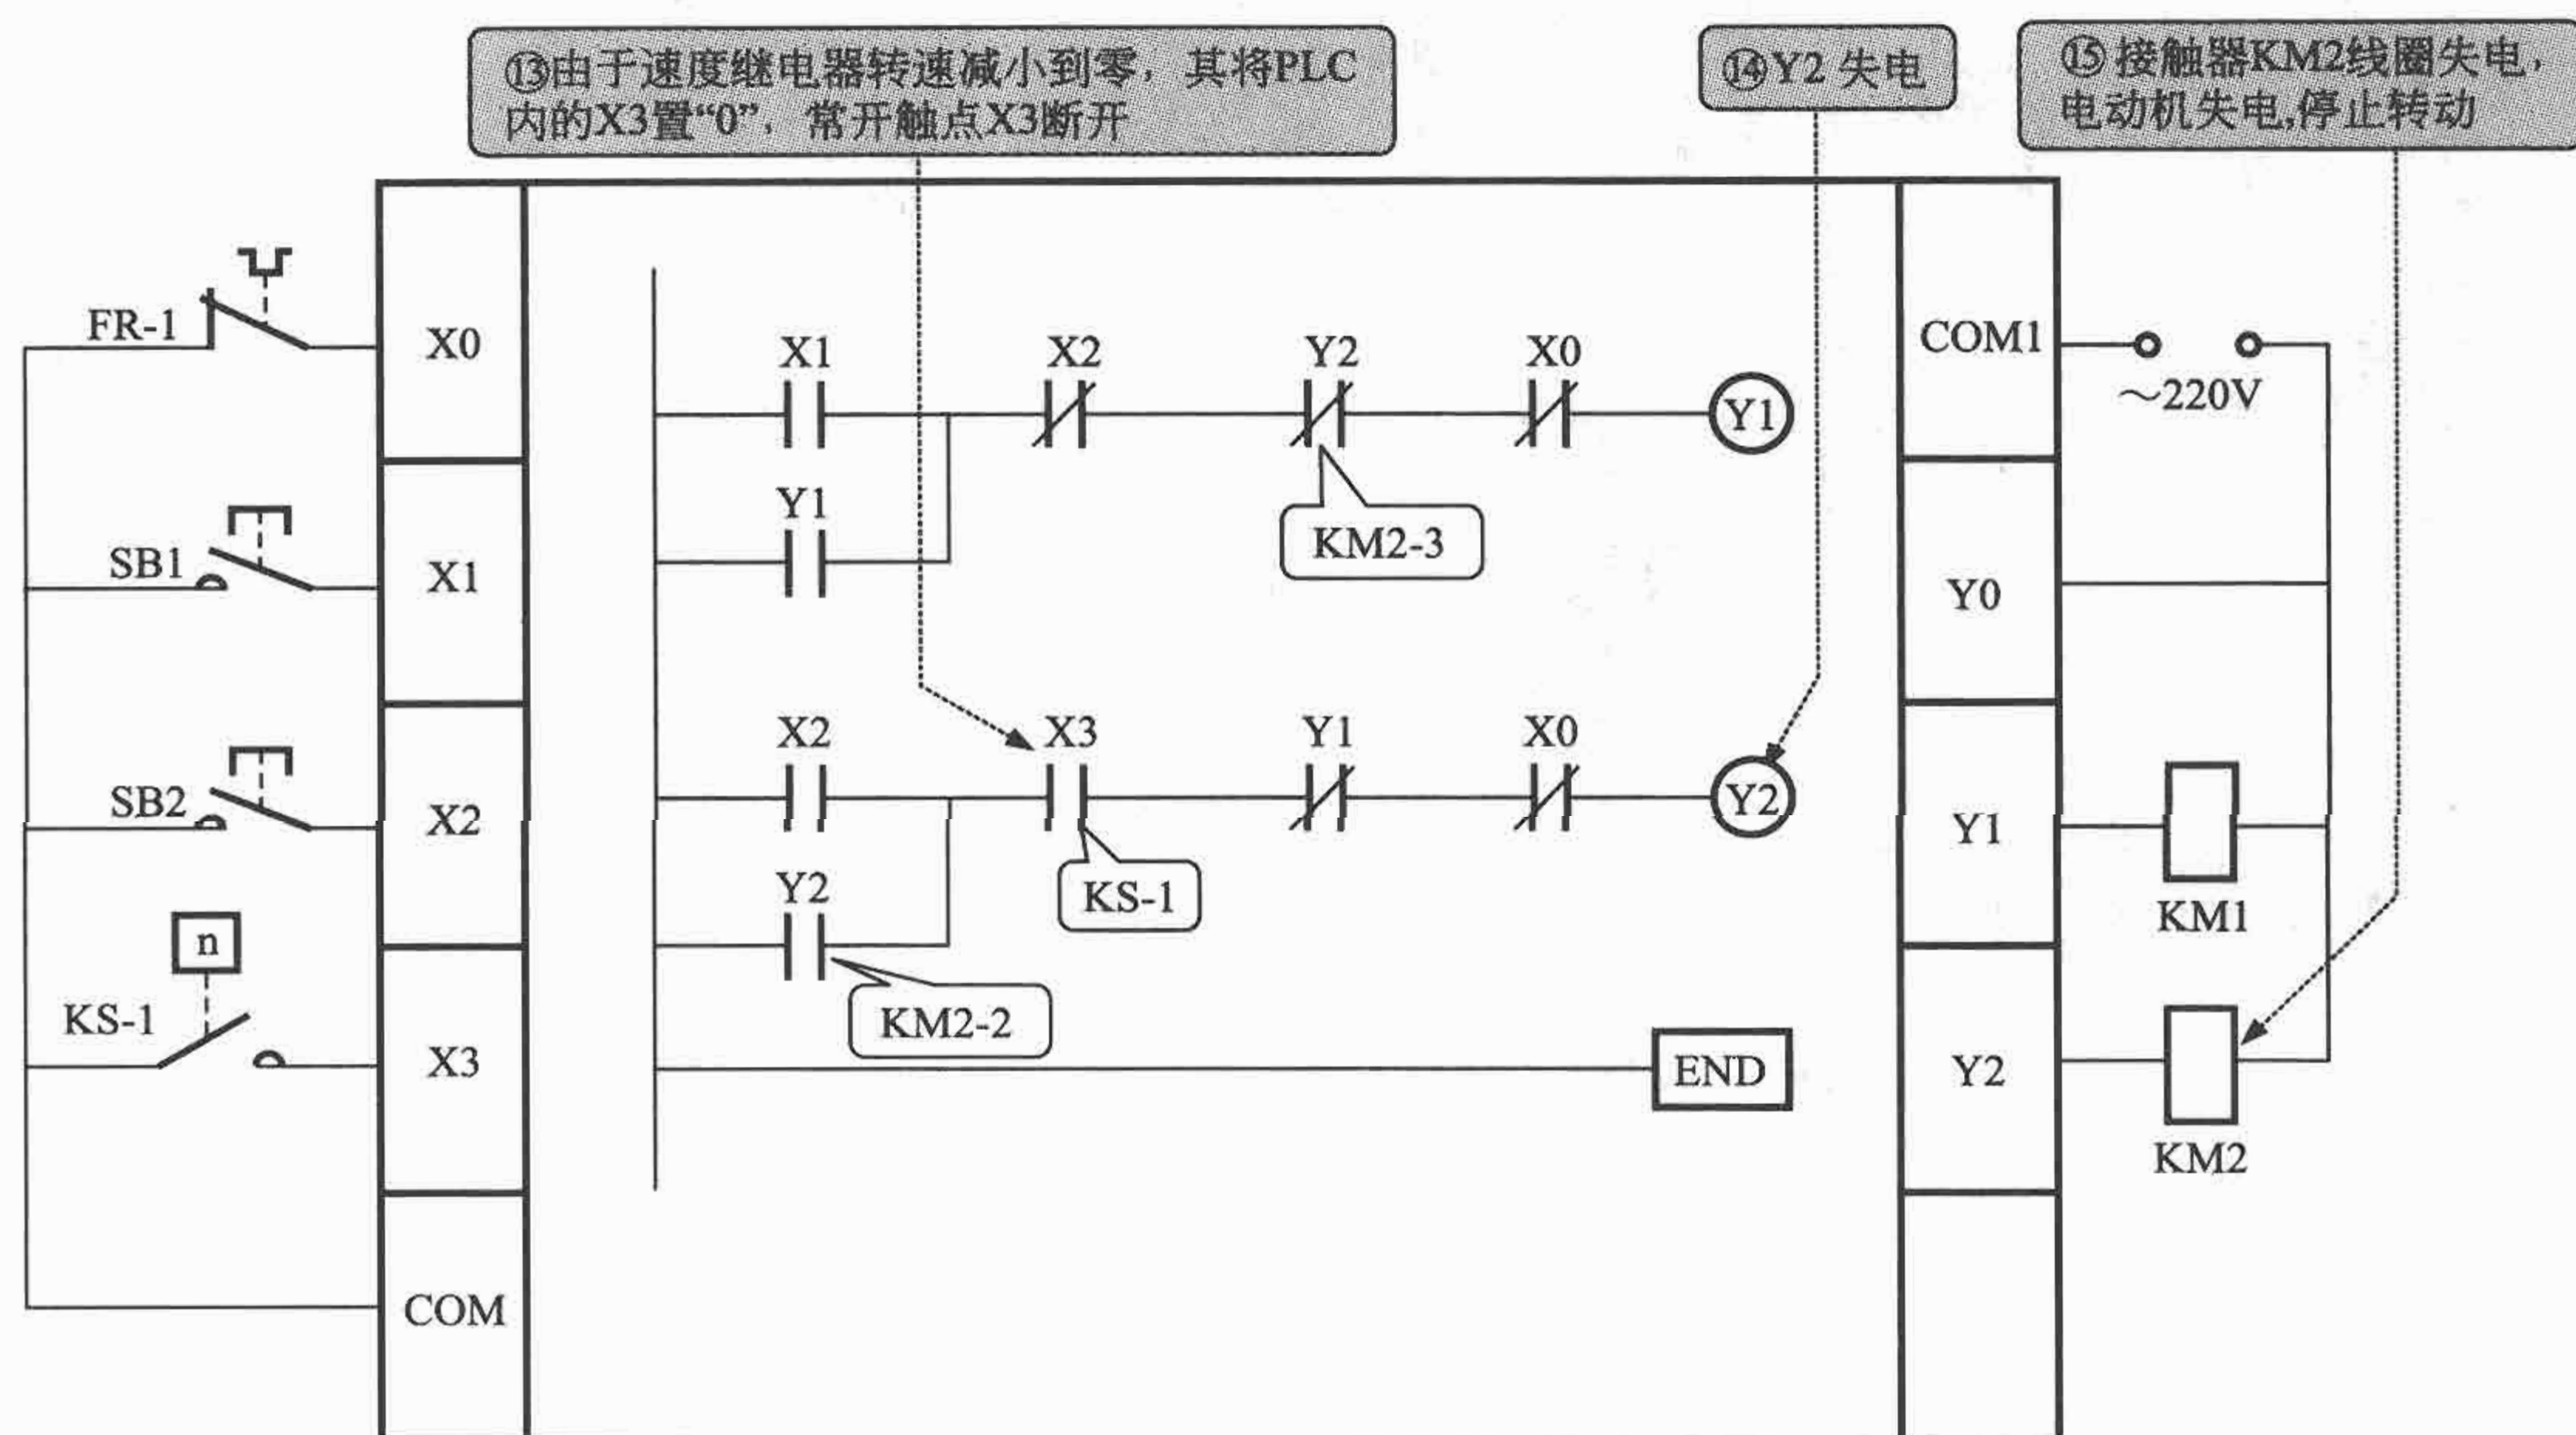 ⑬由于速度继电器转速减小到零，其将PLC
内的X3置“0”，常开触点X3断开
⑭Y2 失电
⑮接触器KM2线圈失电，
电动机失电,停止转动
FR-1
X0
SB1
X1
SB2
X2
n
KS-1
X3
COM
X1
X2
Y2
X0
Y1
KM2-3
Y1
X2
X3
Y1
X0
Y2
KS-1
Y2
KM2-2
END
COM1
～220V
Y0
Y1
KM1
Y2
KM2